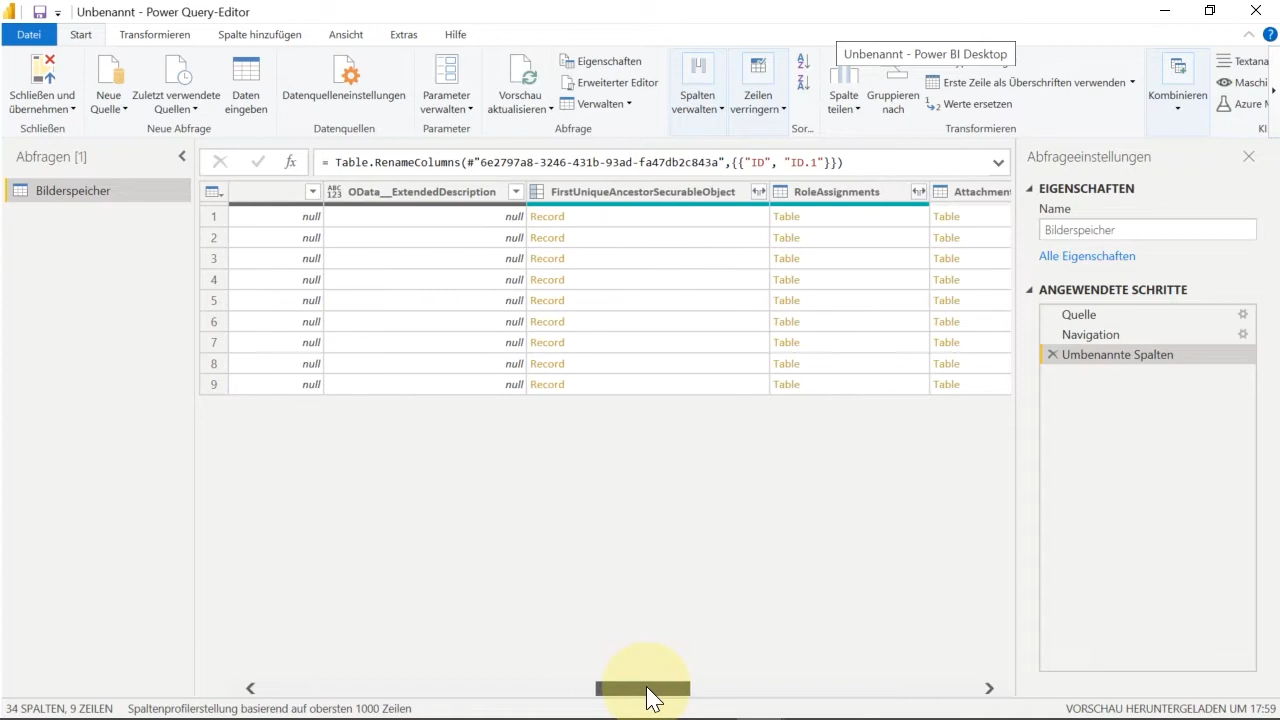 Unbenannt - Power Query-Editor
Datei Start Transformieren Spalte hinzufügen Ansicht Extras Hilfe
Unbenannt - Power BI Desktop
Schließen und übernehmen
Neue Quelle
Zuletzt verwendete Quellen
Daten eingeben
Datenquelleneinstellungen
Parameter verwalten
Vorschau aktualisieren
Eigenschaften
Erweiterter Editor
Verwalten
Spalten verwalten
Zeilen verringern
Spalte teilen
Gruppieren nach
Erste Zeile als Überschriften verwenden
Werte ersetzen
Kombinieren
Textana
Maschi
Azure M
Schließen Neue Abfrage Datenquellen Parameter Abfrage Sor... Transformieren KI
Abfragen [1]
Bilderspeicher
fx = Table.RenameColumns(#"6e2797a8-3246-431b-93ad-fa47db2c843a",{{"ID", "ID.1"}})
ABC 123 OData__ExtendedDescription FirstUniqueAncestorSecurableObject RoleAssignments Attachment
1 null null Record Table Table
2 null null Record Table Table
3 null null Record Table Table
4 null null Record Table Table
5 null null Record Table Table
6 null null Record Table Table
7 null null Record Table Table
8 null null Record Table Table
9 null null Record Table Table
Abfrageeinstellungen
EIGENSCHAFTEN
Name
Bilderspeicher
Alle Eigenschaften
ANGEWENDETE SCHRITTE
Quelle
Navigation
Umbenannte Spalten
34 SPALTEN, 9 ZEILEN Spaltenprofilerstellung basierend auf obersten 1000 Zeilen VORSCHAU HERUNTERGELADEN UM 17:59